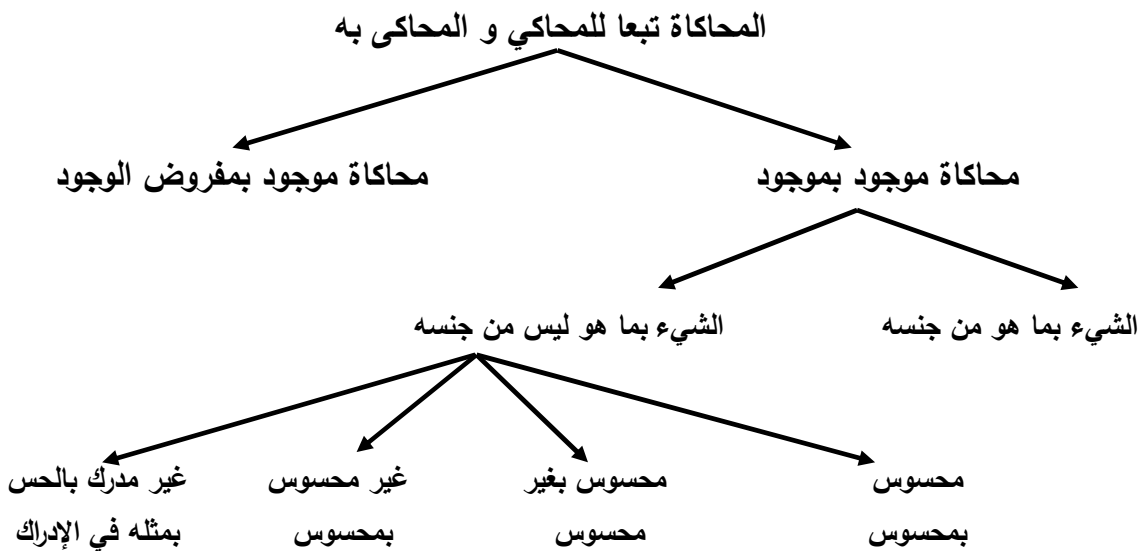 المحاكاة تبعا للمحاكي و المحاكى به
محاكاة موجود بموجود
محاكاة موجود بمفروض الوجود
الشيء بما هو من جنسه
الشيء بما هو ليس من جنسه
محسوس
بمحسوس
محسوس بغير
محسوس
غير محسوس
بمحسوس
غير مدرك بالحس
بمثله في الإدراك